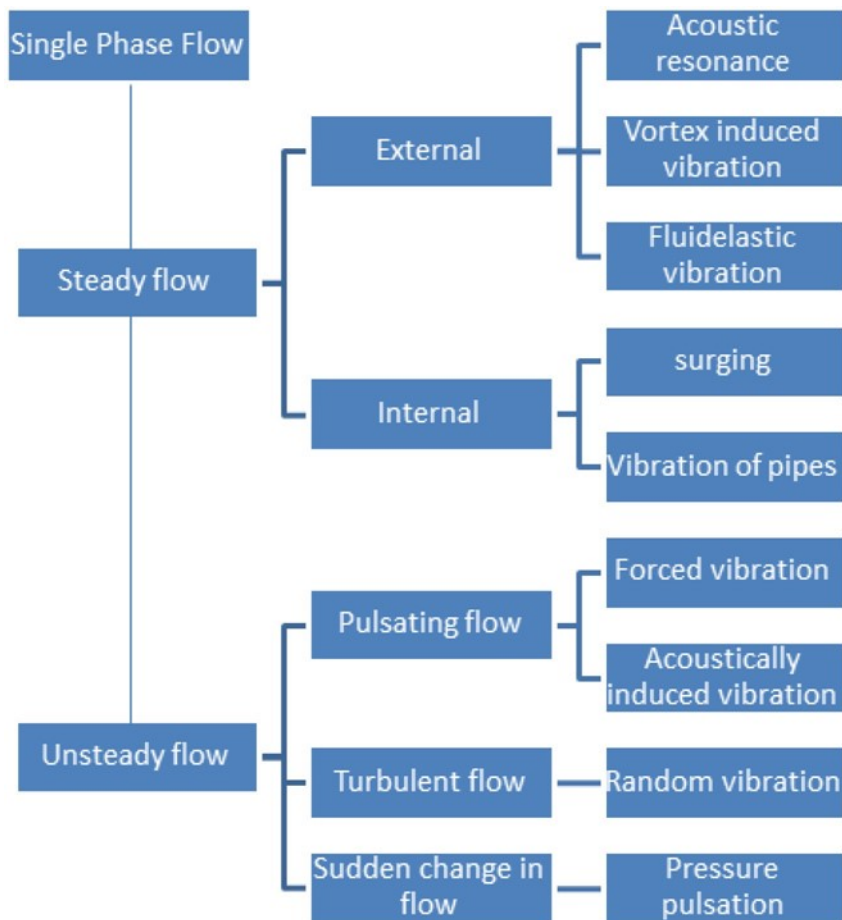 Single Phase Flow
Acoustic
resonance
External
Vortex induced
vibration
Steady flow
Fluidelastic
vibration
Internal
surging
Vibration of pipes
Pulsating flow
Forced vibration
Acoustically
induced vibration
Unsteady flow
Turbulent flow
Random vibration
Sudden change in
flow
Pressure
pulsation